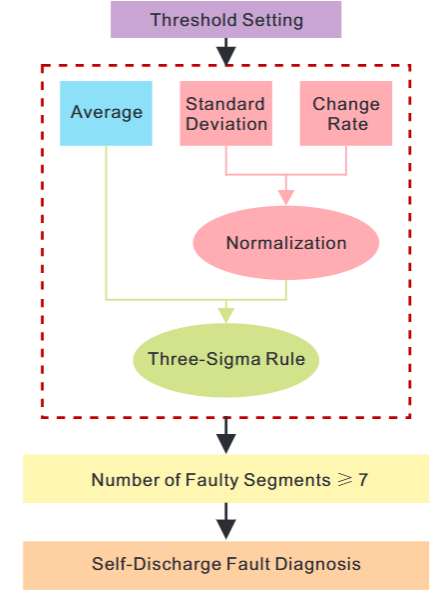 Threshold Setting
Average
Standard
Deviation
Change
Rate
Normalization
Three-Sigma Rule
Number of Faulty Segments ⩾ 7
Self-Discharge Fault Diagnosis